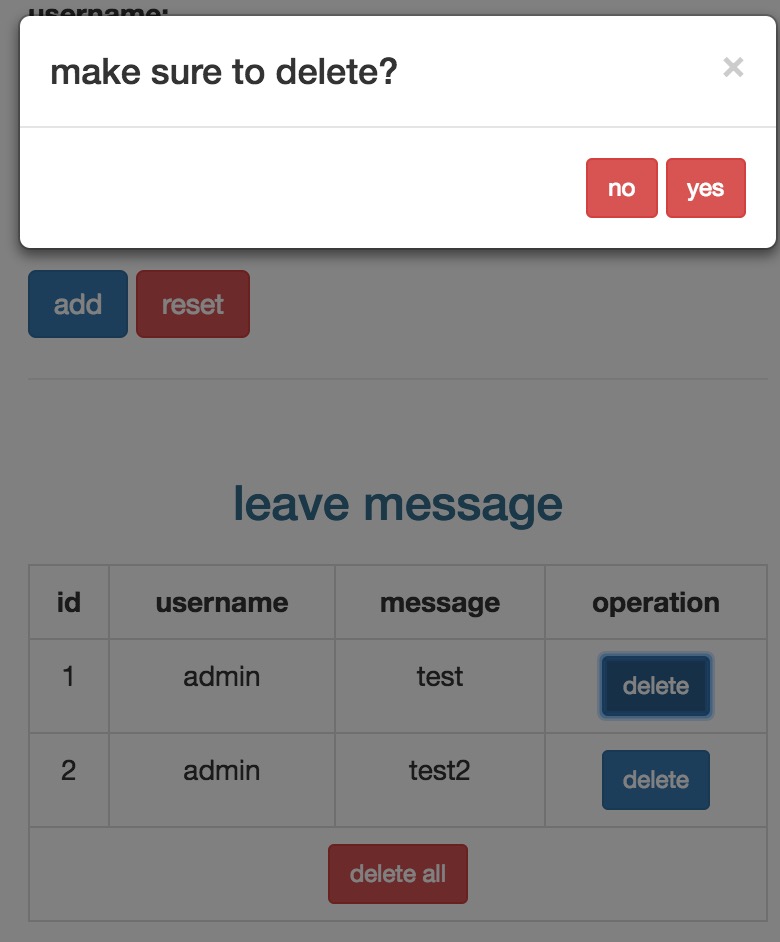 username:
make sure to delete? ×
no yes
add reset
leave message
id username message operation
1 admin test delete
2 admin test2 delete
delete all